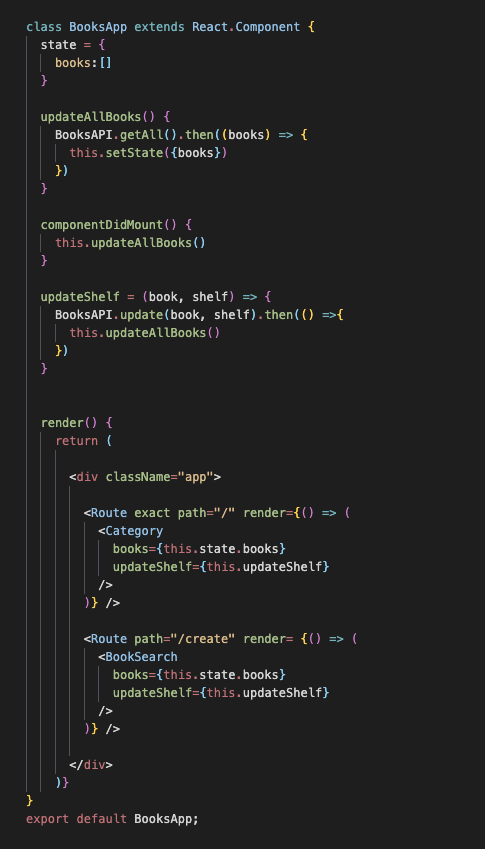 class BooksApp extends React.Component {
  state = {
    books:[]
  }

  updateAllBooks() {
    BooksAPI.getAll().then((books) => {
      this.setState({books})
    })
  }

  componentDidMount() {
    this.updateAllBooks()
  }

  updateShelf = (book, shelf) => {
    BooksAPI.update(book, shelf).then(() =>{
      this.updateAllBooks()
    })
  }


  render() {
    return (

      <div className="app">

        <Route exact path="/" render={() => (
          <Category
            books={this.state.books}
            updateShelf={this.updateShelf}
          />
        )} />

        <Route path="/create" render= {() => (
          <BookSearch
            books={this.state.books}
            updateShelf={this.updateShelf}
          />
        )} />

      </div>
    )}
}
export default BooksApp;